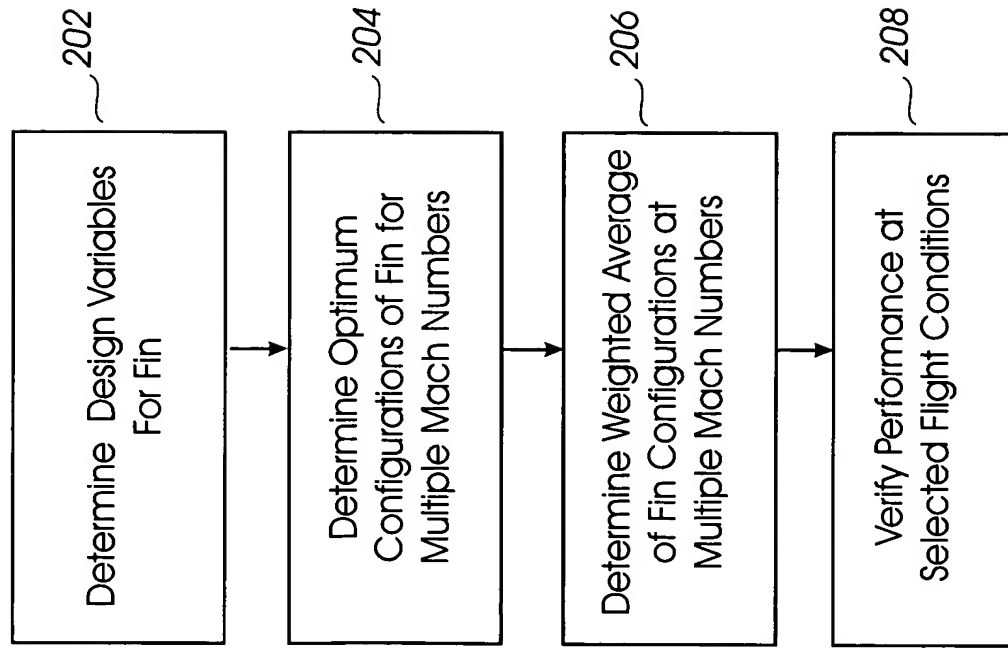 Determine Design Variables
For Fin
202
Determine Optimum
Configurations of Fin for
Multiple Mach Numbers
204
Determine Weighted Average
of Fin Configurations at
Multiple Mach Numbers
206
Verify Performance at
Selected Flight Conditions
208